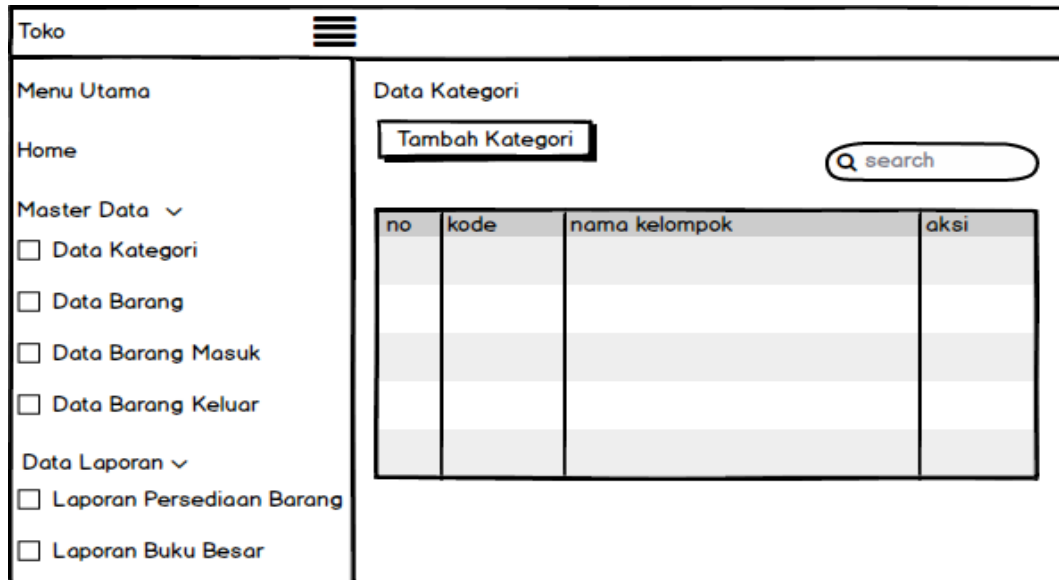 Toko
Menu Utama
Home
Master Data
Data Kategori
Data Barang
Data Barang Masuk
Data Barang Keluar
Data Laporan
Laporan Persediaan Barang
Laporan Buku Besar
Data Kategori
Tambah Kategori
search
no kode nama kelompok aksi